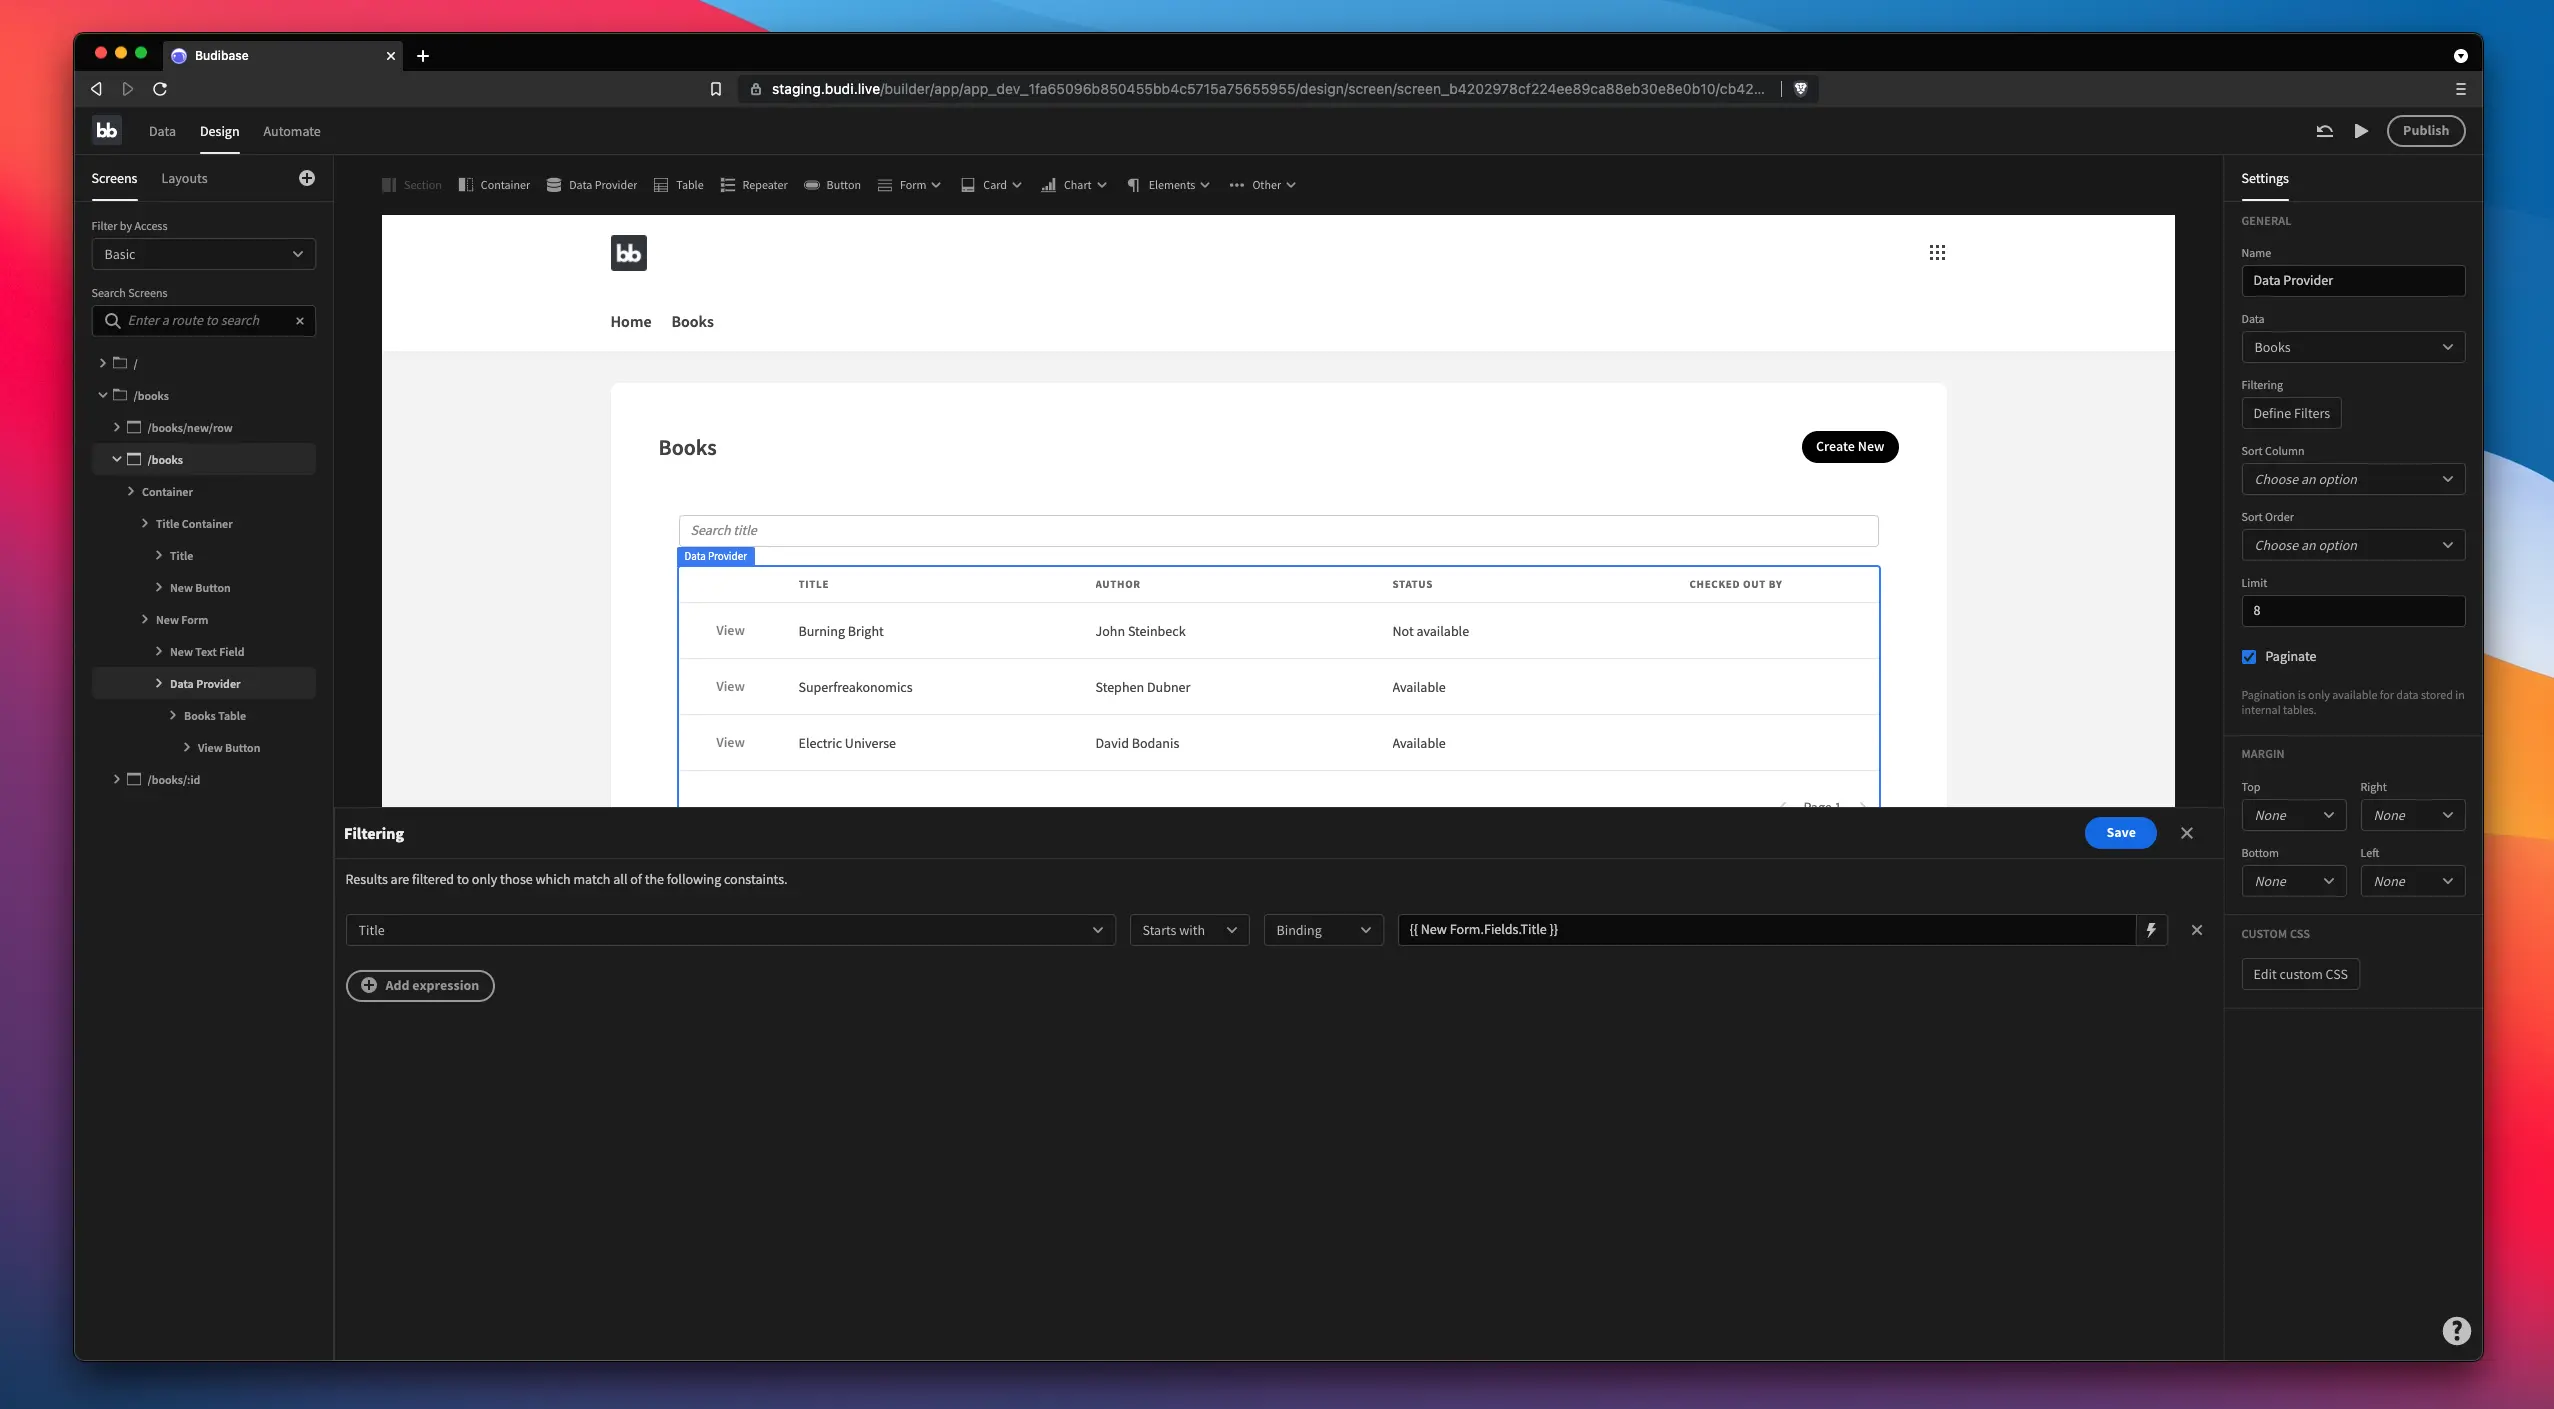 Budibase
staging.budi.live/builder/app/app_dev_1fa65096b850455bb4c5715a75655955/design/screen/screen_b4202978cf224ee89ca88eb30e8e0b10/cb42...
bb Data Design Automate Publish
Screens Layouts
Filter by Access
Basic
Search Screens
Enter a route to search
/
/books
/books/new/row
/books
Container
Title Container
Title
New Button
New Form
New Text Field
Data Provider
Books Table
View Button
/books/:id
Section Container Data Provider Table Repeater Button Form Card Chart Elements Other
bb
Home Books
Books
Create New
Search title
Data Provider
TITLE AUTHOR STATUS CHECKED OUT BY
View Burning Bright John Steinbeck Not available
View Superfreakonomics Stephen Dubner Available
View Electric Universe David Bodanis Available
Page 1
Filtering
Save
Results are filtered to only those which match all of the following constaints.
Title Starts with Binding {{ New Form.Fields.Title }}
Add expression
Settings
GENERAL
Name
Data Provider
Data
Books
Filtering
Define Filters
Sort Column
Choose an option
Sort Order
Choose an option
Limit
8
Paginate
Pagination is only available for data stored in
internal tables.
MARGIN
Top Right
None None
Bottom Left
None None
CUSTOM CSS
Edit custom CSS
?